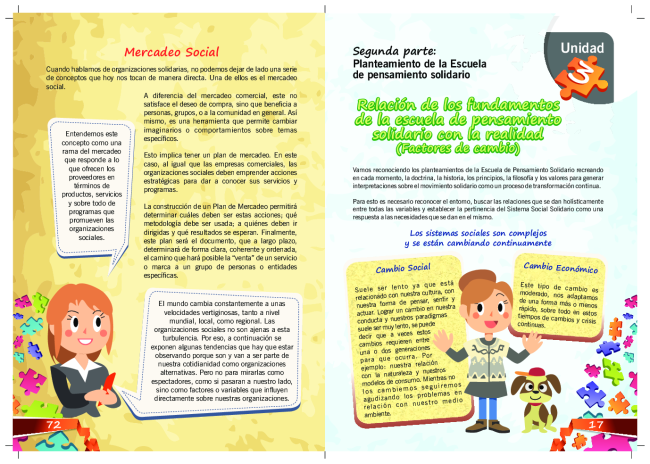 Mercadeo Social
Cuando hablamos de organizaciones solidarias, no podemos dejar de lado una serie
de conceptos que hoy nos tocan de manera directa. Una de ellos es el mercadeo
social.
A diferencia del mercadeo comercial, este no
satisface el deseo de compra, sino que beneficia a
personas, grupos, o a la comunidad en general. Así
mismo, es una herramienta que permite cambiar
imaginarios o comportamientos sobre temas
específicos.
Esto implica tener un plan de mercadeo. En este
caso, al igual que las empresas comerciales, las
organizaciones sociales deben emprender acciones
estratégicas para dar a conocer sus servicios y
programas.
La construcción de un Plan de Mercadeo permitirá
determinar cuáles deben ser estas acciones; qué
metodología debe ser usada; a quiénes deben ir
dirigidas y qué resultados se esperan. Finalmente,
este plan será el documento, que a largo plazo,
determinará de forma clara, coherente y ordenada,
el camino que hará posible la “venta” de un servicio
o marca a un grupo de personas o entidades
específicas.
Entendemos este
concepto como una
rama del mercadeo
que responde a lo
que ofrecen los
proveedores en
términos de
productos, servicios
y sobre todo de
programas que
promueven las
organizaciones
sociales.
El mundo cambia constantemente a unas
velocidades vertiginosas, tanto a nivel
mundial, local, como regional. Las
organizaciones sociales no son ajenas a esta
turbulencia. Por eso, a continuación se
exponen algunas tendencias que hay que estar
observando porque son y van a ser parte de
nuestra cotidianidad como organizaciones
alternativas. Pero no para mirarlas como
espectadores, como si pasaran a nuestro lado,
sino como factores o variables que influyen
directamente sobre nuestras organizaciones.
72
Segunda parte:
Planteamiento de la Escuela
de pensamiento solidario
Unidad
3
Relación de los fundamentos
de la escuela de pensamiento
solidario con la realidad
(Factores de cambio)
Vamos reconociendo los planteamientos de la Escuela de Pensamiento Solidario recreando
en cada momento, la doctrina, la historia, los principios, la filosofía y los valores para generar
interpretaciones sobre el movimiento solidario como un proceso de transformación continua.
Para esto es necesario reconocer el entorno, buscar las relaciones que se dan holísticamente
entre todas las variables y establecer la pertinencia del Sistema Social Solidario como una
respuesta a las necesidades que se dan en el mismo.
Los sistemas sociales son complejos
y se están cambiando continuamente
Cambio Social
Suele ser lento ya que está
relacionado con nuestra cultura, con
nuestra forma de pensar, sentir y
actuar. Lograr un cambio en nuestra
conducta y nuestros paradigmas
suele ser muy lento, se puede
decir que a veces estos
cambios requieren entre
una o dos generaciones
para que ocurra. Por
ejemplo: nuestra relación
con la naturaleza y nuestros
modelos de consumo. Mientras no
los cambiemos seguiremos
agudizando los problemas en
relación con nuestro medio
ambiente.
Cambio Económico
Este tipo de cambio es
moderado, nos adaptamos
de una forma más o menos
rápido, sobre todo en estos
tiempos de cambios y crisis
continuas.
17